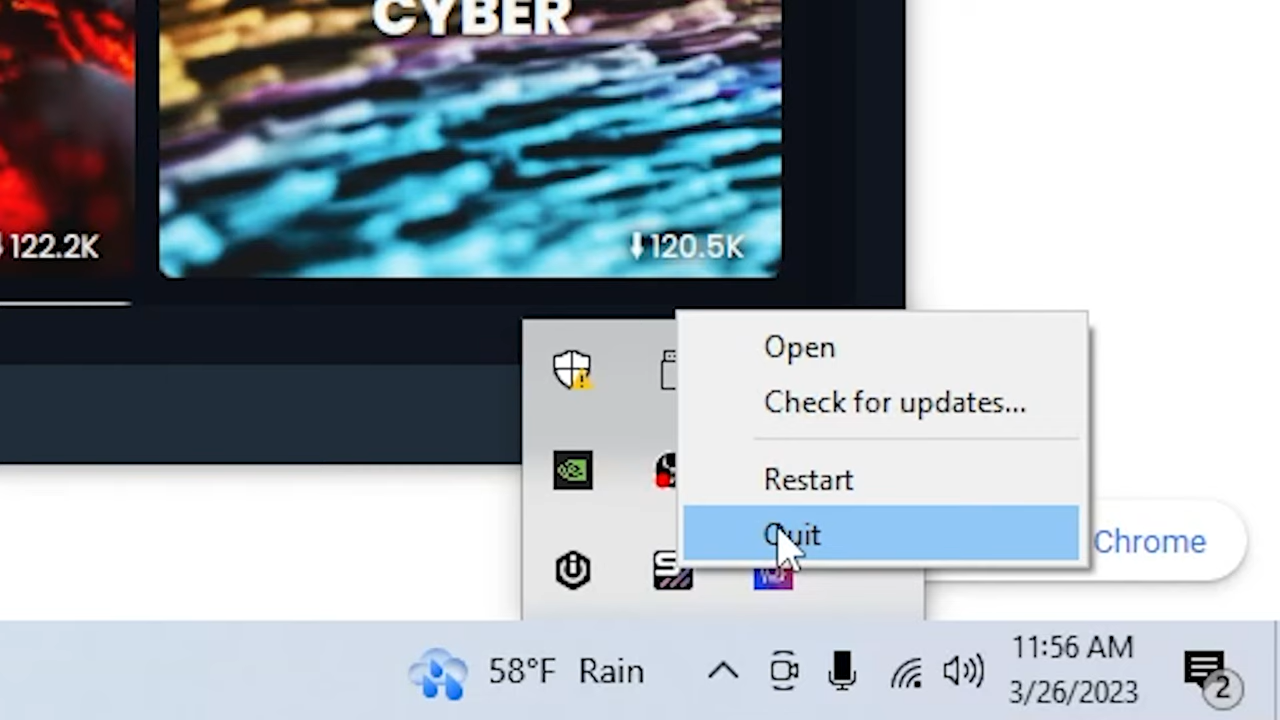 CYBER
122.2K
120.5K
Open
Check for updates...
Restart
Quit
Chrome
58°F Rain
11:56 AM
3/26/2023
2